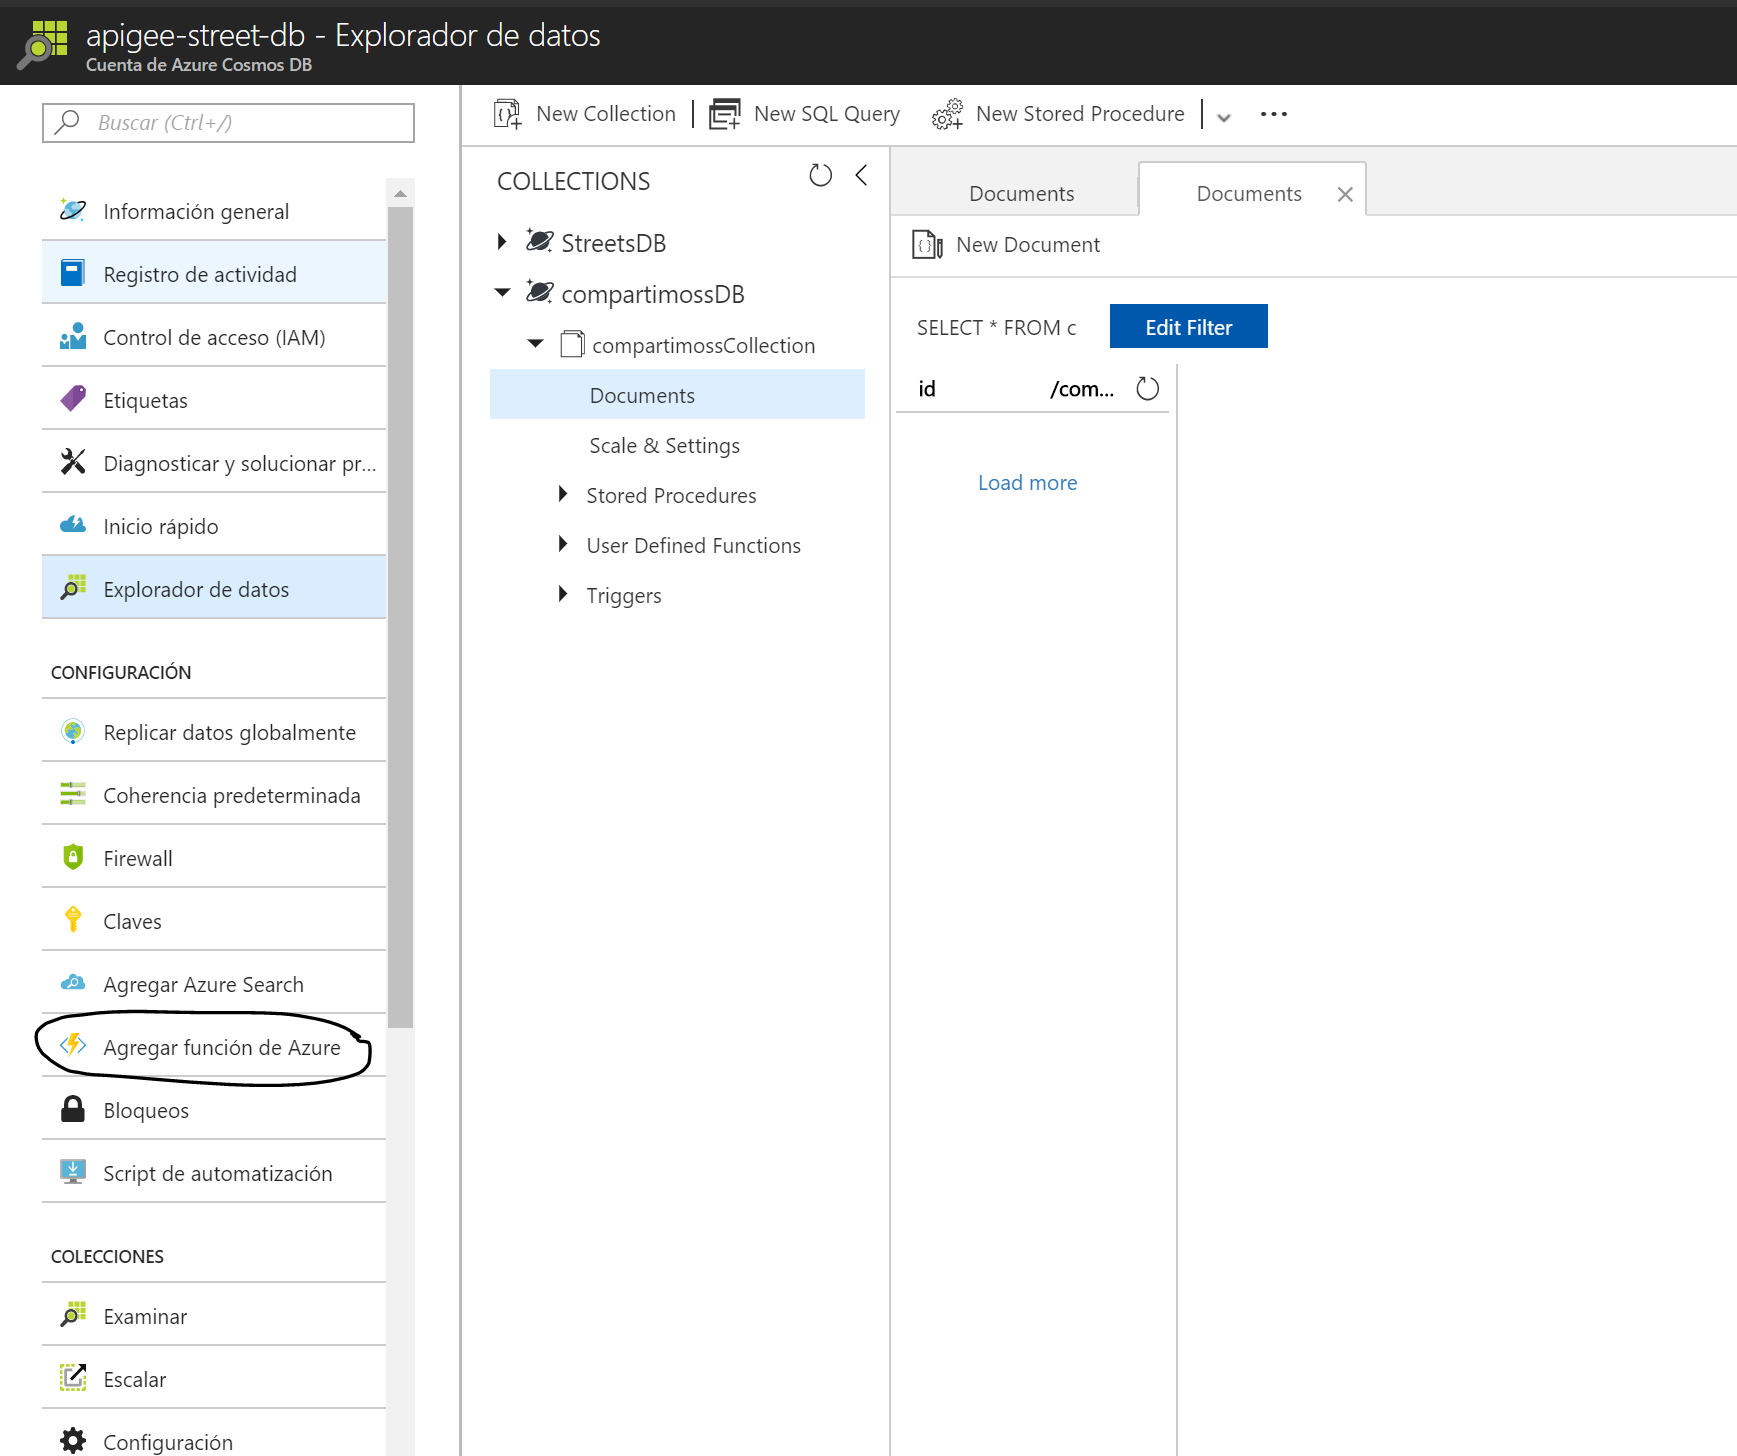 apigee-street-db - Explorador de datos
Cuenta de Azure Cosmos DB
Buscar (Ctrl+/)
Información general
Registro de actividad
Control de acceso (IAM)
Etiquetas
Diagnosticar y solucionar pr...
Inicio rápido
Explorador de datos
CONFIGURACIÓN
Replicar datos globalmente
Coherencia predeterminada
Firewall
Claves
Agregar Azure Search
Agregar función de Azure
Bloqueos
Script de automatización
COLECCIONES
Examinar
Escalar
Configuración
New Collection
New SQL Query
New Stored Procedure
COLLECTIONS
StreetsDB
compartimossDB
compartimossCollection
Documents
Scale & Settings
Stored Procedures
User Defined Functions
Triggers
Documents
Documents
New Document
SELECT * FROM c
Edit Filter
id /com...
Load more